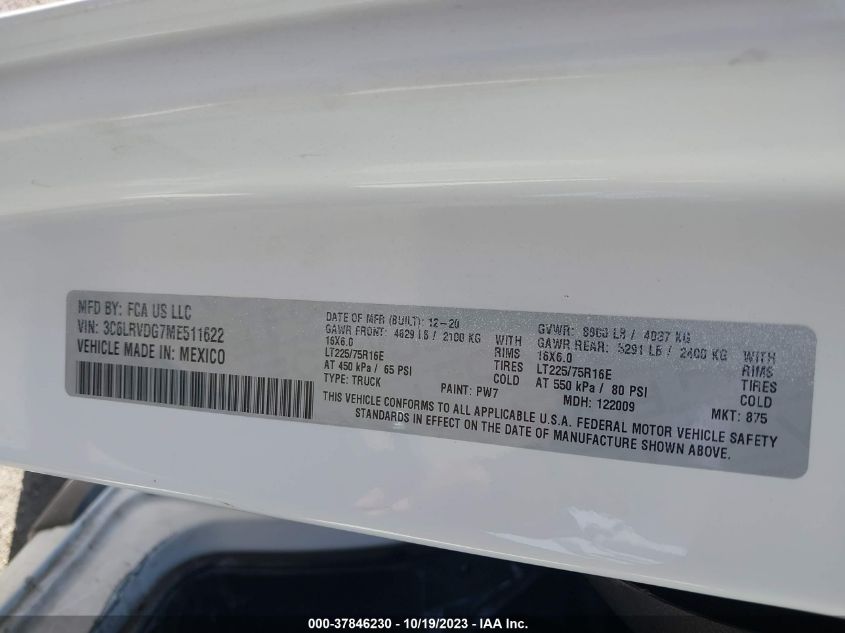 MFD BY: FCA US LLC
VIN: 3C6LRVDG7ME511622
VEHICLE MADE IN: MEXICO
DATE OF MFR (BUILT): 12-20
GAWR FRONT: 4629 LB / 2100 KG WITH
16X6.0 RIMS
LT225/75R16E TIRES
AT 450 kPa / 65 PSI COLD
TYPE: TRUCK PAINT: PW7
GVWR: LB / KG
GAWR REAR: 5291 LB / 2400 KG WITH
16X6.0 RIMS
LT225/75R16E TIRES
AT 550 kPa / 80 PSI COLD
MDH: 122009 MKT: 875
THIS VEHICLE CONFORMS TO ALL APPLICABLE U.S.A. FEDERAL MOTOR VEHICLE SAFETY
STANDARDS IN EFFECT ON THE DATE OF MANUFACTURE SHOWN ABOVE.
000-37846230 - 10/19/2023 - IAA Inc.